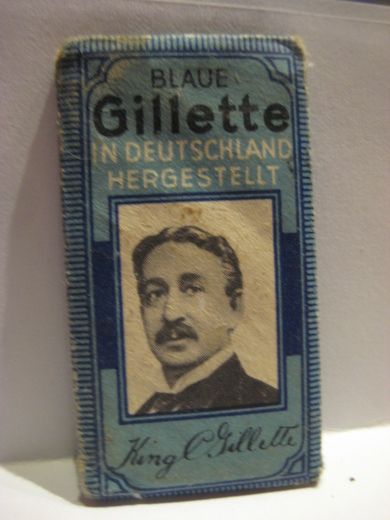 BLAUE
Gillette
IN DEUTSCHLAND
HERGESTELLT
King C Gillette